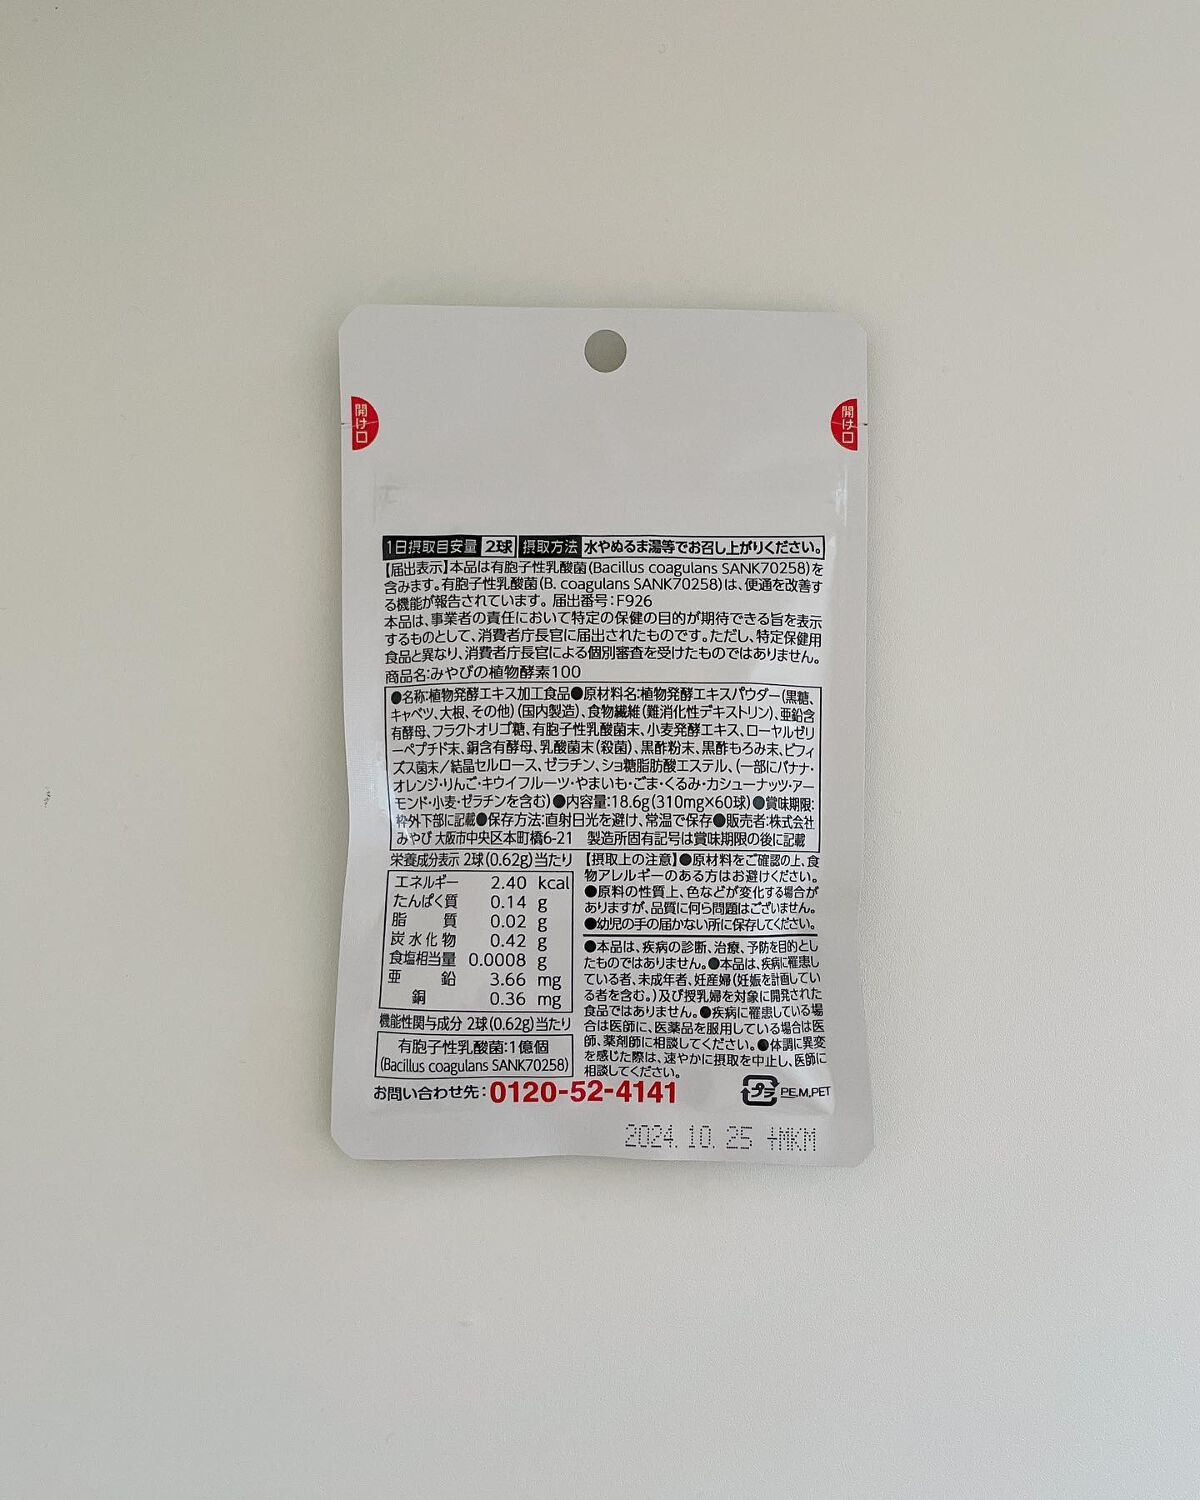 開け口
開け口
1日摂取目安量 2球 摂取方法 水やぬるま湯等でお召し上がりください。
【届出表示】本品は有胞子性乳酸菌(Bacillus coagulans SANK70258)を
含みます。有胞子性乳酸菌(B. coagulans SANK70258)は、便通を改善す
る機能が報告されています。届出番号:F926
本品は、事業者の責任において特定の保健の目的が期待できる旨を表示
するものとして、消費者庁長官に届出されたものです。ただし、特定保健用
食品と異なり、消費者庁長官による個別審査を受けたものではありません。
商品名:みやびの植物酵素100
●名称:植物発酵エキス加工食品●原材料名:植物発酵エキスパウダー(黒糖、
キャベツ、大根、その他)(国内製造)、食物繊維(難消化性デキストリン)、亜鉛含
有酵母、フラクトオリゴ糖、有胞子性乳酸菌末、小麦発酵エキス、ローヤルゼリ
ーペプチド末、銅含有酵母、乳酸菌末(殺菌)、黒酢粉末、黒酢もろみ末、ビフィ
ズス菌末/結晶セルロース、ゼラチン、ショ糖脂肪酸エステル、(一部にバナナ・
オレンジ・りんご・キウイフルーツ・やまいも・ごま・くるみ・カシューナッツ・アー
モンド・小麦・ゼラチンを含む)●内容量:18.6g(310mg×60球)●賞味期限:
枠外下部に記載●保存方法:直射日光を避け、常温で保存●販売者:株式会社
みやび 大阪市中央区本町橋6-21 製造所固有記号は賞味期限の後に記載
栄養成分表示 2球(0.62g)当たり
エネルギー 2.40 kcal
たんぱく質 0.14 g
脂質 0.02 g
炭水化物 0.42 g
食塩相当量 0.0008 g
亜鉛 3.66 mg
銅 0.36 mg
機能性関与成分 2球(0.62g)当たり
有胞子性乳酸菌:1億個
(Bacillus coagulans SANK70258)
【摂取上の注意】●原材料をご確認の上、食
物アレルギーのある方はお避けください。
●原料の性質上、色などが変化する場合が
ありますが、品質に何ら問題はございません。
●幼児の手の届かない所に保存してください。
●本品は、疾病の診断、治療、予防を目的とし
たものではありません。●本品は、疾病に罹患し
ている者、未成年者、妊産婦(妊娠を計画してい
る者を含む。)及び授乳婦を対象に開発された
食品ではありません。●疾病に罹患している場
合は医師に、医薬品を服用している場合は医
師、薬剤師に相談してください。●体調に異変
を感じた際は、速やかに摂取を中止し、医師に
相談してください。
お問い合わせ先:0120-52-4141
プラ PE.M.PET
2024. 10. 25 +MKM